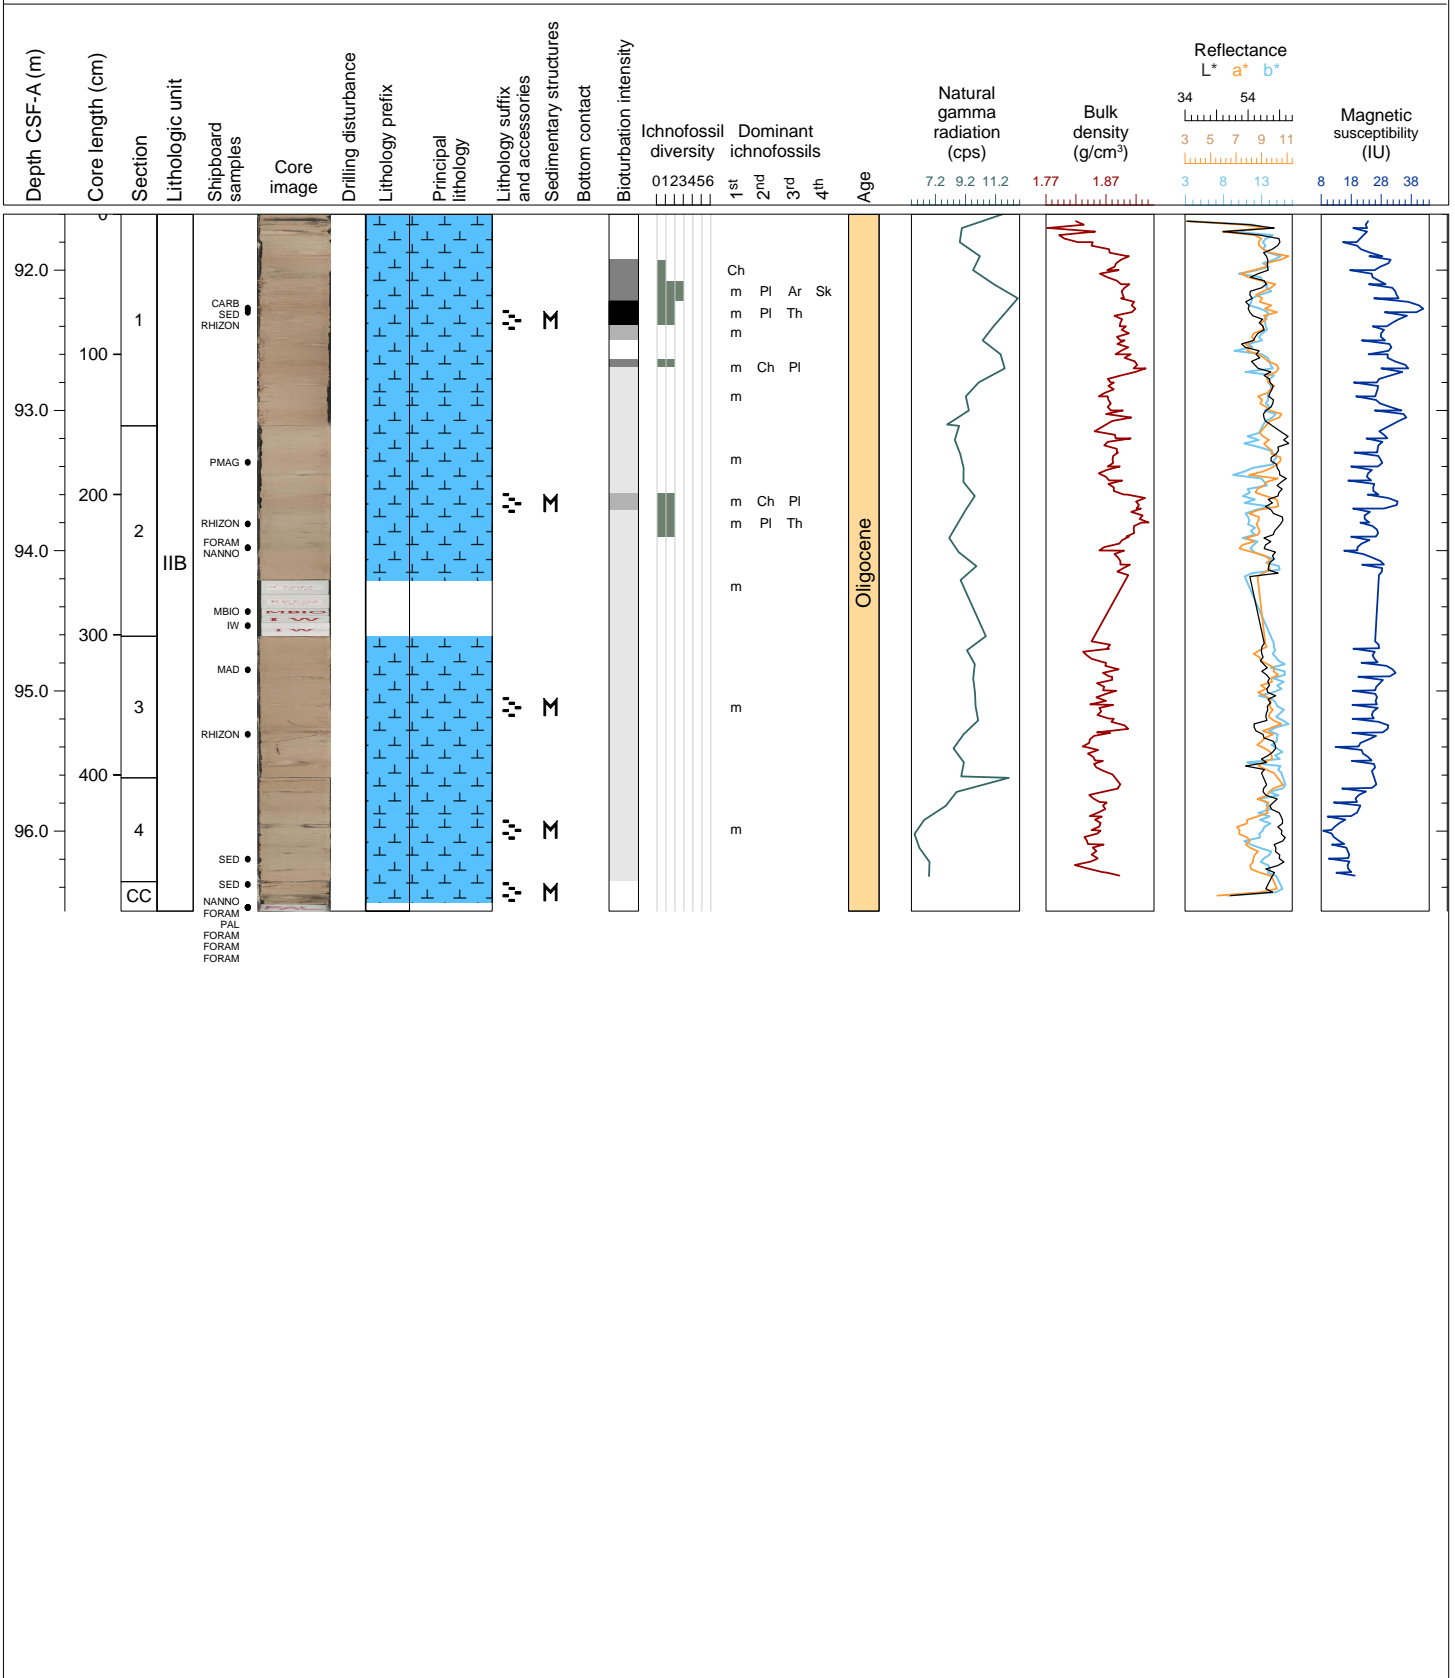 Depth CSF-A (m)
Core length (cm)
Section
Lithologic unit
Shipboard
samples
Core
image
Drilling disturbance
Lithology prefix
Principal
lithology
Lithology suffix
and accessories
Sedimentary structures
Bottom contact
Bioturbation intensity
Ichnofossil
diversity
0123456
Dominant
ichnofossils
1st 2nd 3rd 4th
Age
Natural
gamma
radiation
(cps)
7.2 9.2 11.2
Bulk
density
(g/cm³)
1.77 1.87
Reflectance
L* a* b*
34 54
3 5 7 9 11
3 8 13
Magnetic
susceptibility
(IU)
8 18 28 38
0
92.0
Ch
m Pl Ar Sk
CARB
SED
RHIZON
1
M
m Pl Th
m
100
m Ch Pl
m
93.0
PMAG
m
200
M
m Ch Pl
RHIZON
2
m Pl Th
FORAM
NANNO
94.0
IIB
Oligocene
m
MBIO
MBIO
IW
IW
IW
300
MAD
95.0
3
M
m
RHIZON
400
96.0
4
M
m
SED
SED
CC
M
NANNO
FORAM
PAL
FORAM
FORAM
FORAM